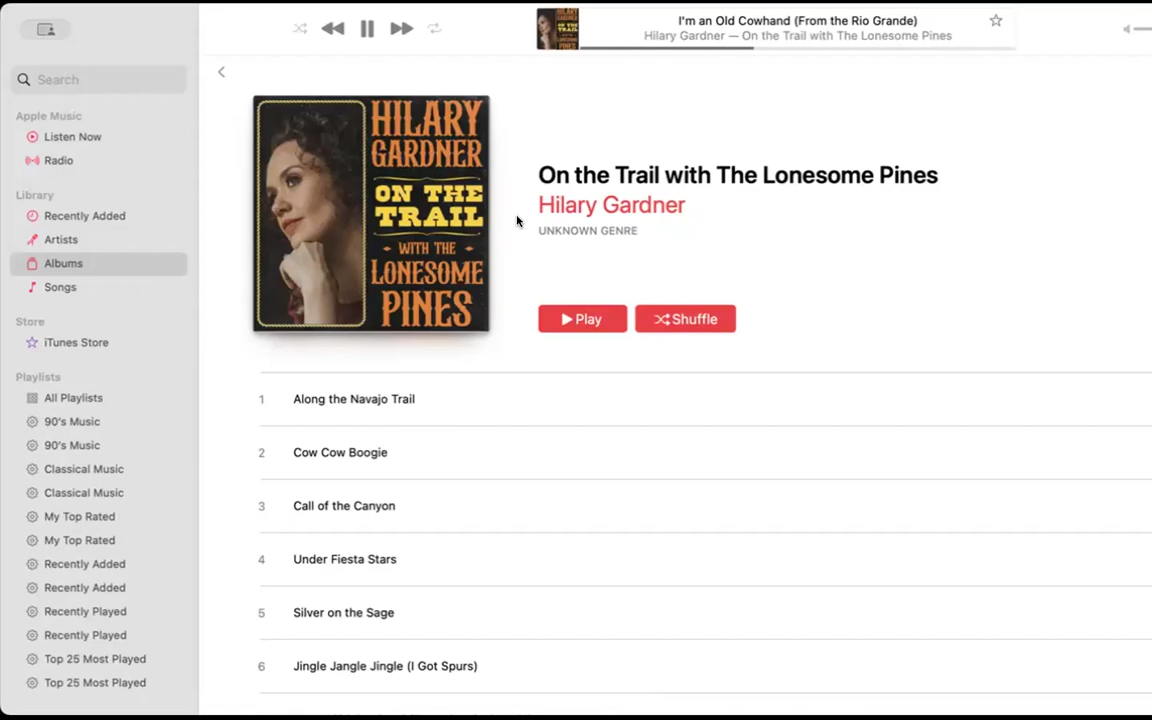 I'm an Old Cowhand (From the Rio Grande)
Hilary Gardner — On the Trail with The Lonesome Pines
Search
Apple Music
Listen Now
Radio
Library
Recently Added
Artists
Albums
Songs
Store
iTunes Store
Playlists
All Playlists
90's Music
90's Music
Classical Music
Classical Music
My Top Rated
My Top Rated
Recently Added
Recently Added
Recently Played
Recently Played
Top 25 Most Played
Top 25 Most Played
HILARY
GARDNER
ON THE
TRAIL
WITH THE
LONESOME
PINES
On the Trail with The Lonesome Pines
Hilary Gardner
UNKNOWN GENRE
Play
Shuffle
1 Along the Navajo Trail
2 Cow Cow Boogie
3 Call of the Canyon
4 Under Fiesta Stars
5 Silver on the Sage
6 Jingle Jangle Jingle (I Got Spurs)